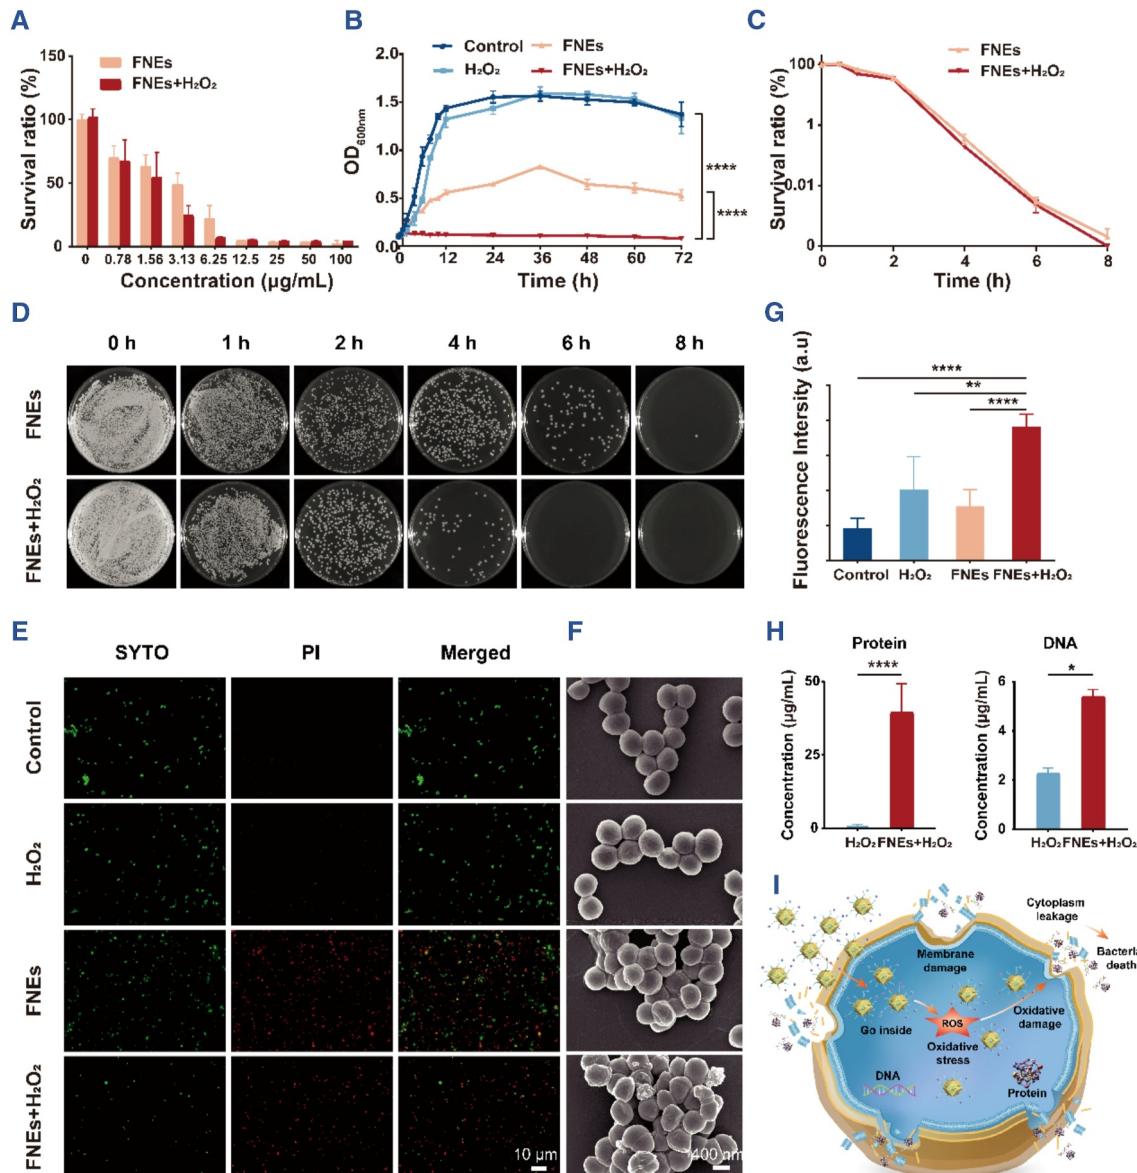 A
Survival ratio (%)
150
100
50
0
FNEs
FNEs+H₂O₂
0
0.78
1.56
3.13
6.25
12.5
25
50
100
Concentration (µg/mL)
B
Control
FNEs
H₂O₂
FNEs+H₂O₂
OD600nm
2.0
1.5
1.0
0.5
0.0
****
****
0
12
24
36
48
60
72
Time (h)
C
FNEs
FNEs+H₂O₂
Survival ratio (%)
100
1
0.01
0
0
2
4
6
8
Time (h)
D
0 h
1 h
2 h
4 h
6 h
8 h
FNEs
FNEs+H₂O₂
G
Fluorescence Intersity (a.u)
****
**
****
Control
H₂O₂
FNEs
FNEs+H₂O₂
E
SYTO
PI
Merged
Control
H₂O₂
FNEs
FNEs+H₂O₂
10 µm
F
400 nm
H
Protein
****
Concentration (µg/mL)
50
25
0
H₂O₂
FNEs+H₂O₂
DNA
*
Concentration (µg/mL)
6
4
2
0
H₂O₂
FNEs+H₂O₂
I
Cytoplasm
leakage
Bacteria
death
Membrane
damage
Go inside
ROS
Oxidative
stress
Oxidative
damage
DNA
Protein